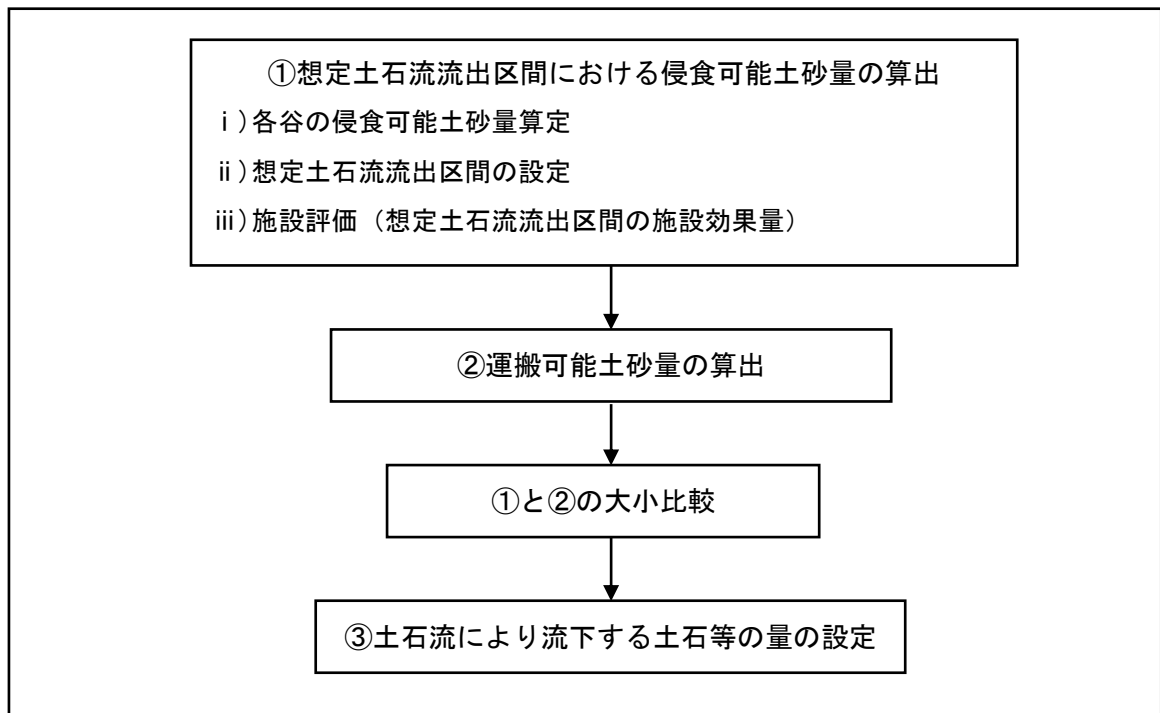 ①想定土石流流出区間における侵食可能土砂量の算出
ⅰ)各谷の侵食可能土砂量算定
ⅱ)想定土石流流出区間の設定
ⅲ)施設評価（想定土石流流出区間の施設効果量）
②運搬可能土砂量の算出
①と②の大小比較
③土石流により流下する土石等の量の設定